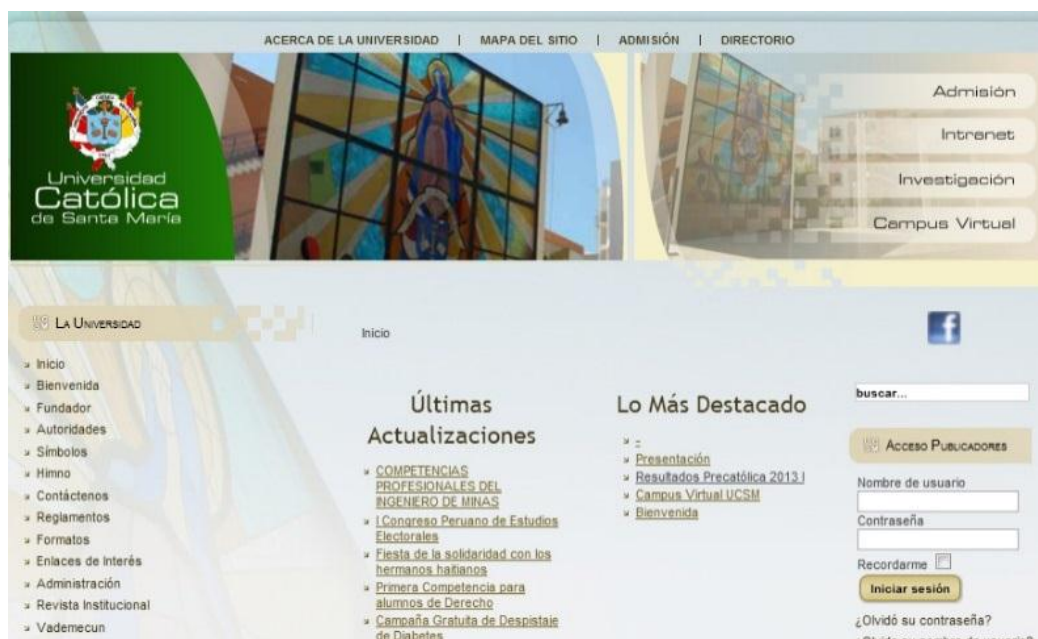 ACERCA DE LA UNIVERSIDAD | MAPA DEL SITIO | ADMISIÓN | DIRECTORIO
Universidad
Católica
de Santa María
Admisión
Intranet
Investigación
Campus Virtual
LA UNIVERSIDAD
Inicio
Bienvenida
Fundador
Autoridades
Símbolos
Himno
Contáctenos
Reglamentos
Formatos
Enlaces de Interés
Administración
Revista Institucional
Vademecun
Inicio
Últimas
Actualizaciones
COMPETENCIAS
PROFESIONALES DEL
INGENIERO DE MINAS
I Congreso Peruano de Estudios
Electorales
Fiesta de la solidaridad con los
hermanos haitianos
Primera Competencia para
alumnos de Derecho
Campaña Gratuita de Despistaje
de Diabetes
Lo Más Destacado
-
Presentación
Resultados Precatólica 2013 I
Campus Virtual UCSM
Bienvenida
f
buscar...
ACCESO PUBLICADORES
Nombre de usuario
Contraseña
Recordarme
Iniciar sesión
¿Olvidó su contraseña?